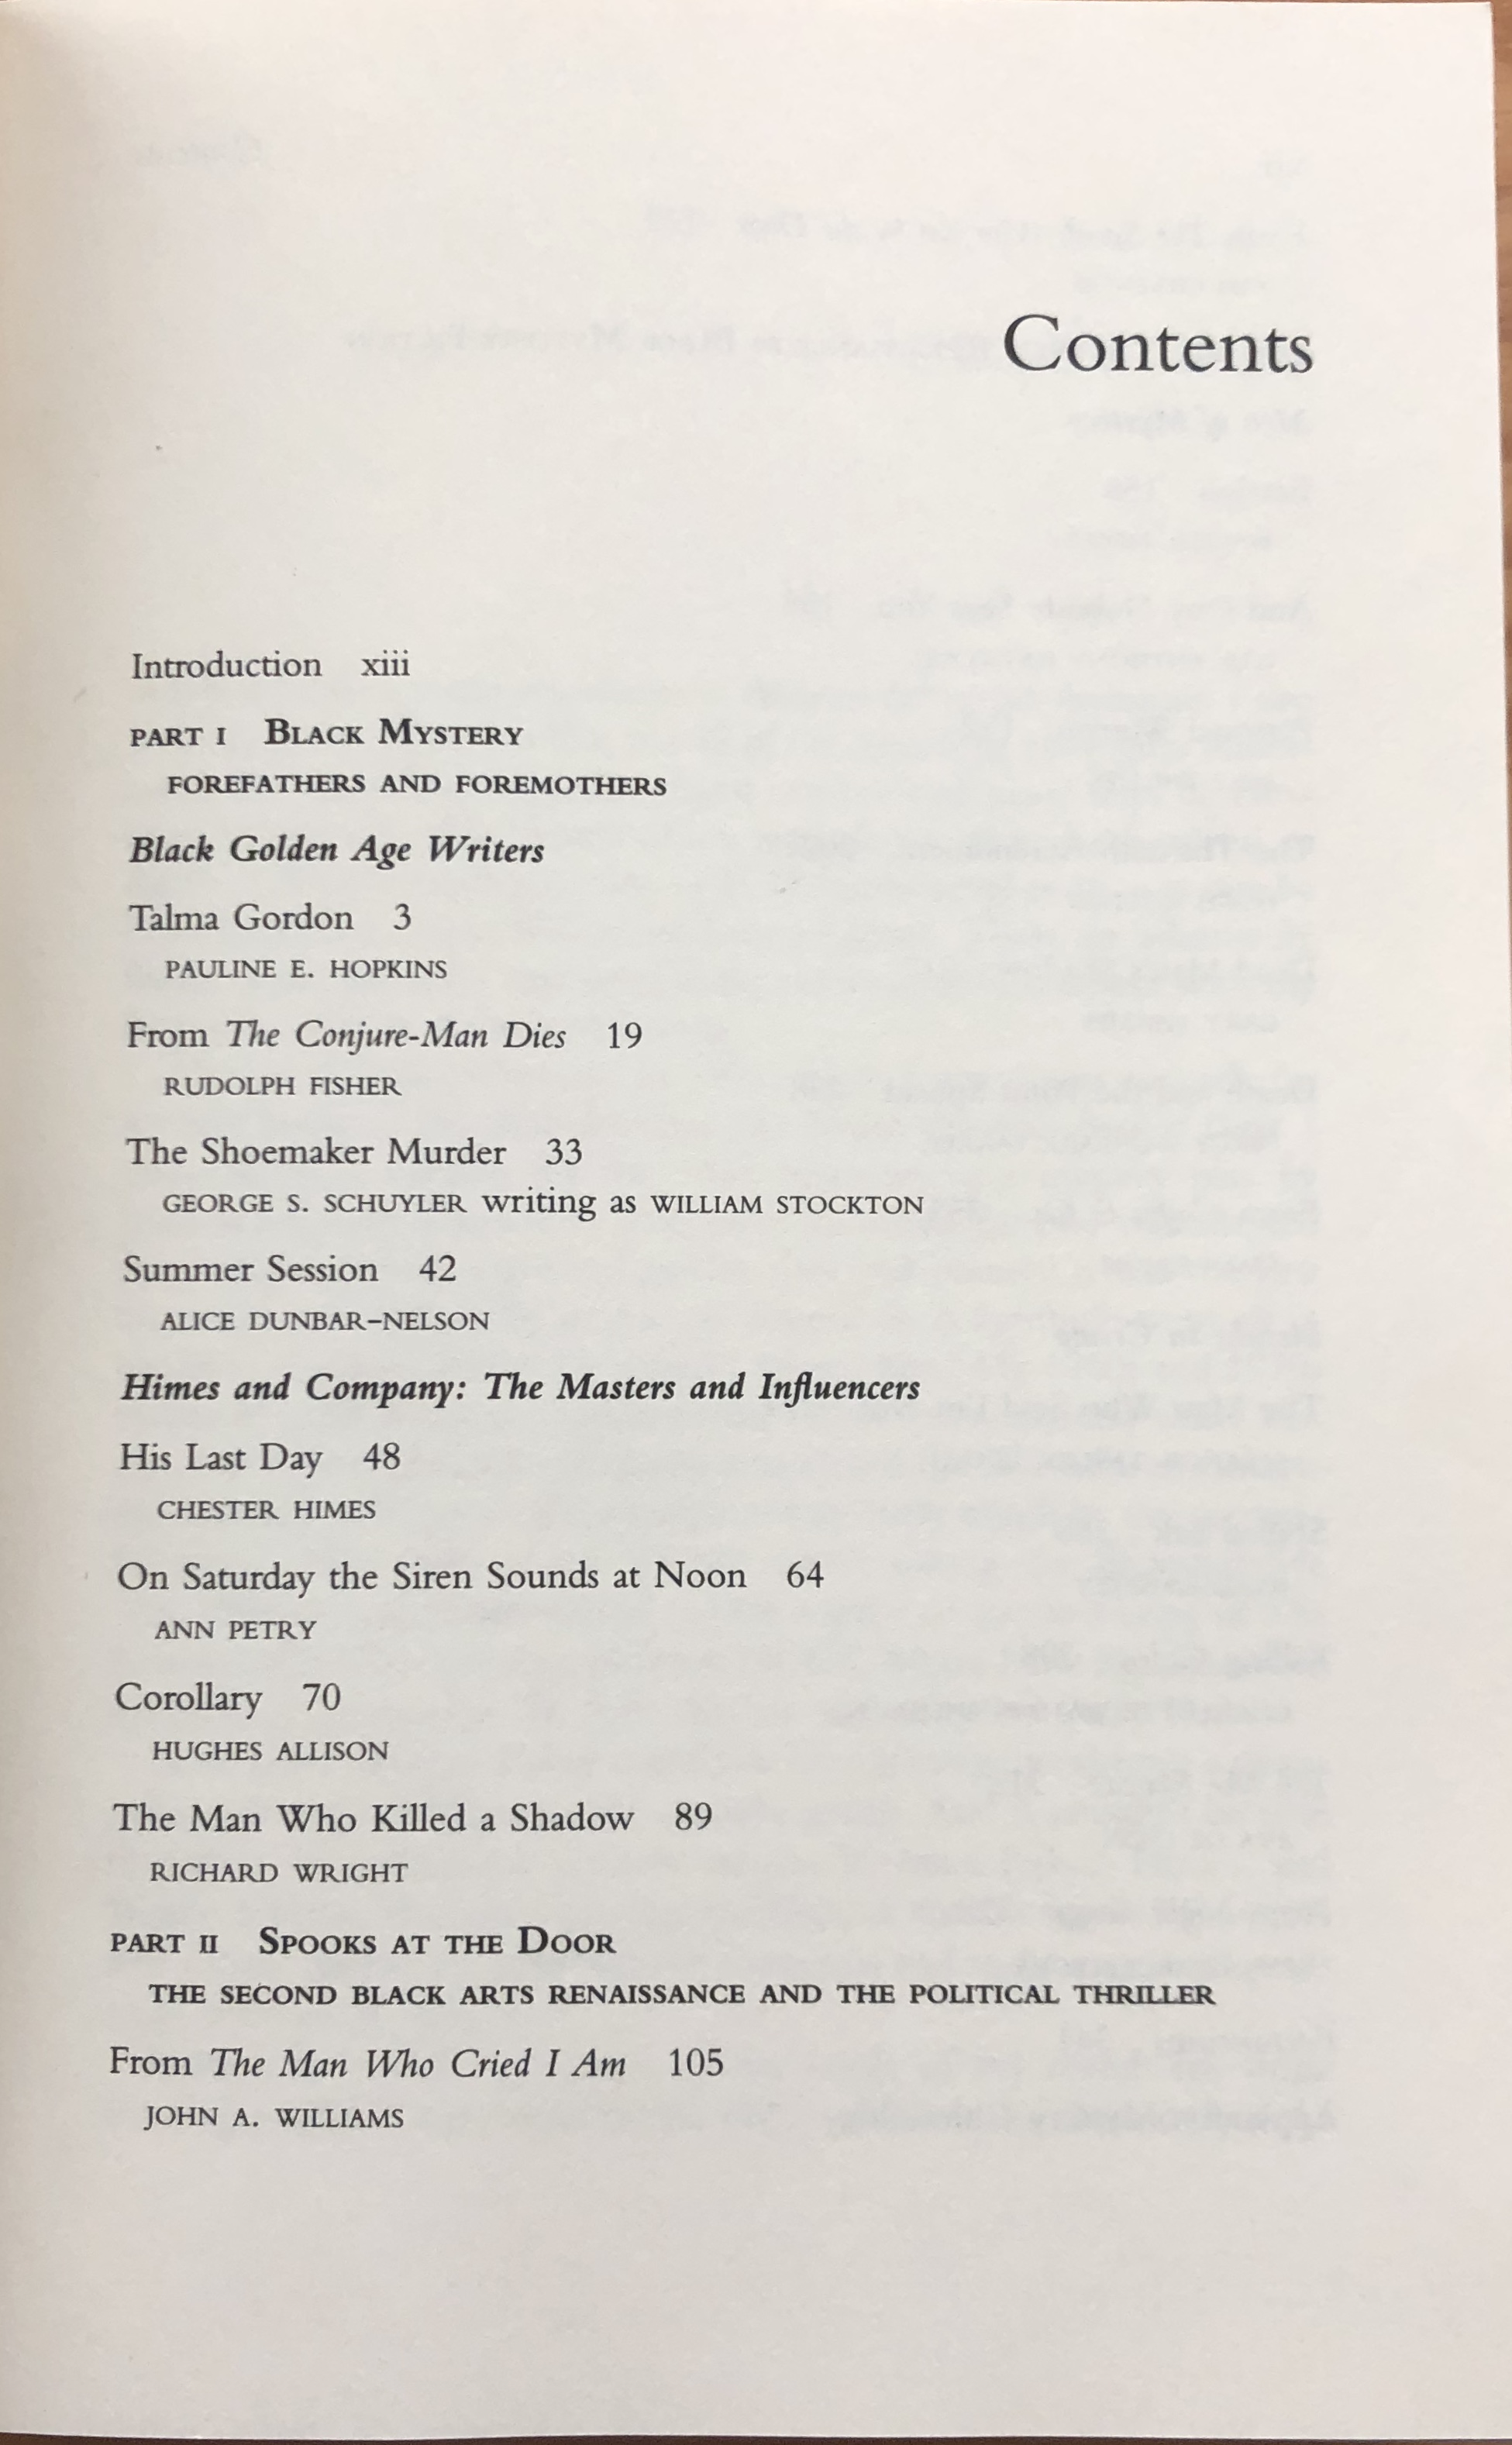 Contents
Introduction xiii
PART I BLACK MYSTERY
FOREFATHERS AND FOREMOTHERS
Black Golden Age Writers
Talma Gordon 3
PAULINE E. HOPKINS
From The Conjure-Man Dies 19
RUDOLPH FISHER
The Shoemaker Murder 33
GEORGE S. SCHUYLER writing as WILLIAM STOCKTON
Summer Session 42
ALICE DUNBAR-NELSON
Himes and Company: The Masters and Influencers
His Last Day 48
CHESTER HIMES
On Saturday the Siren Sounds at Noon 64
ANN PETRY
Corollary 70
HUGHES ALLISON
The Man Who Killed a Shadow 89
RICHARD WRIGHT
PART II SPOOKS AT THE DOOR
THE SECOND BLACK ARTS RENAISSANCE AND THE POLITICAL THRILLER
From The Man Who Cried I Am 105
JOHN A. WILLIAMS